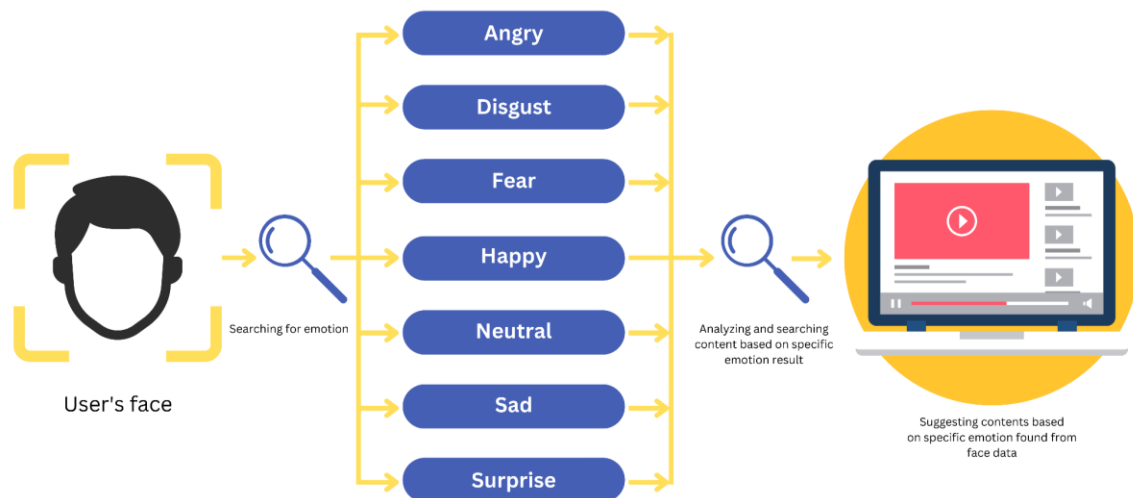 User's face
Searching for emotion
Angry
Disgust
Fear
Happy
Neutral
Sad
Surprise
Analyzing and searching
content based on specific
emotion result
Suggesting contents based
on specific emotion found from
face data